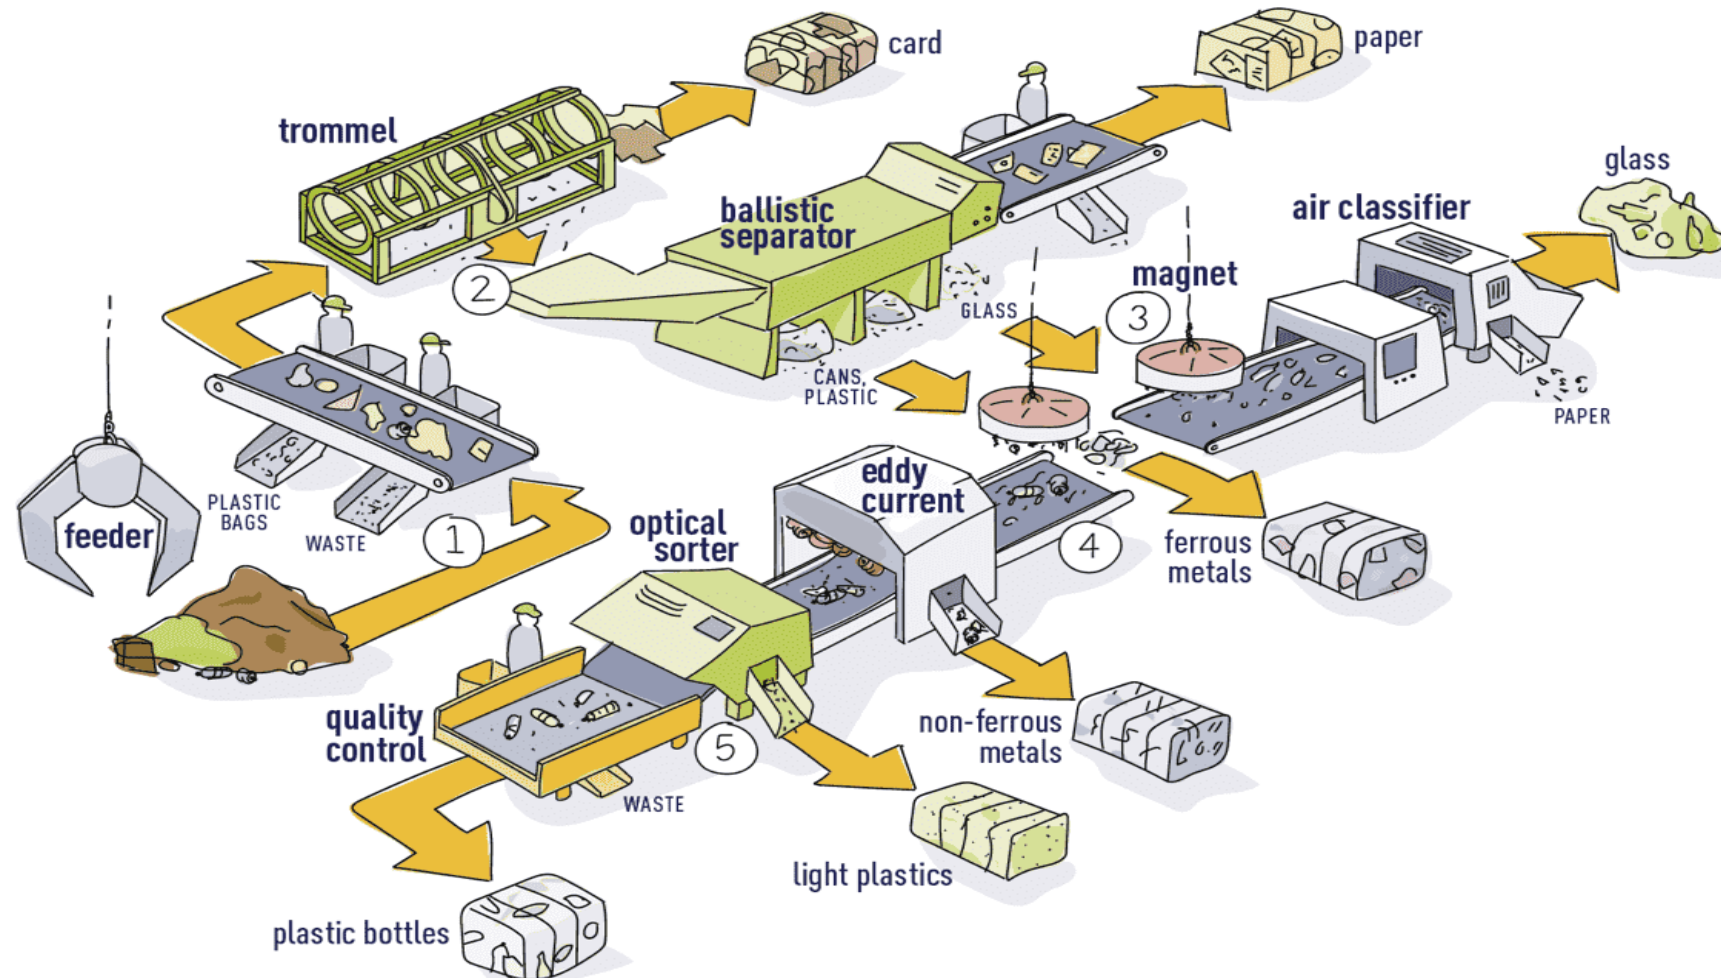 card
paper
trommel
glass
ballistic
separator
air classifier
2
magnet
GLASS
3
CANS,
PLASTIC
PAPER
eddy
current
PLASTIC
BAGS
feeder
WASTE
1
optical
sorter
4
ferrous
metals
quality
control
5
non-ferrous
metals
WASTE
light plastics
plastic bottles